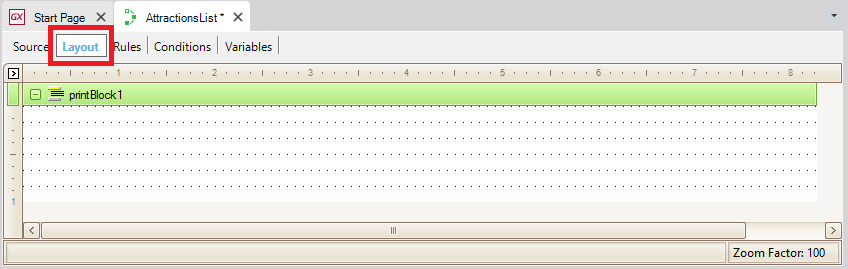 GX Start Page AttractionsList *
Source Layout Rules Conditions Variables
1 2 3 4 5 6 7 8
printBlock1
1
Zoom Factor: 100